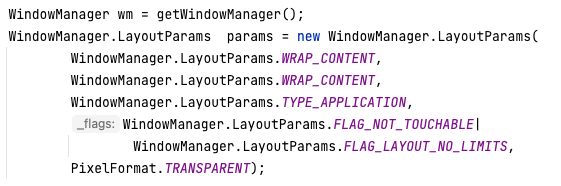 WindowManager wm = getWindowManager();
WindowManager.LayoutParams  params = new WindowManager.LayoutParams(
WindowManager.LayoutParams.WRAP_CONTENT,
WindowManager.LayoutParams.WRAP_CONTENT,
WindowManager.LayoutParams.TYPE_APPLICATION,
_flags: WindowManager.LayoutParams.FLAG_NOT_TOUCHABLE|
WindowManager.LayoutParams.FLAG_LAYOUT_NO_LIMITS,
PixelFormat.TRANSPARENT);